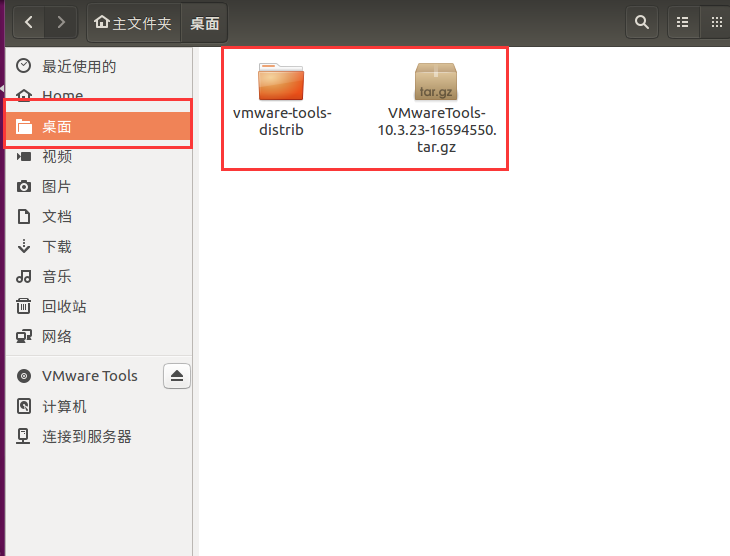 主文件夹 桌面
最近使用的
Home
桌面
视频
图片
文档
下载
音乐
回收站
网络
VMware Tools
计算机
连接到服务器
vmware-tools-
distrib
tar.gz
VMwareTools-
10.3.23-16594550.
tar.gz